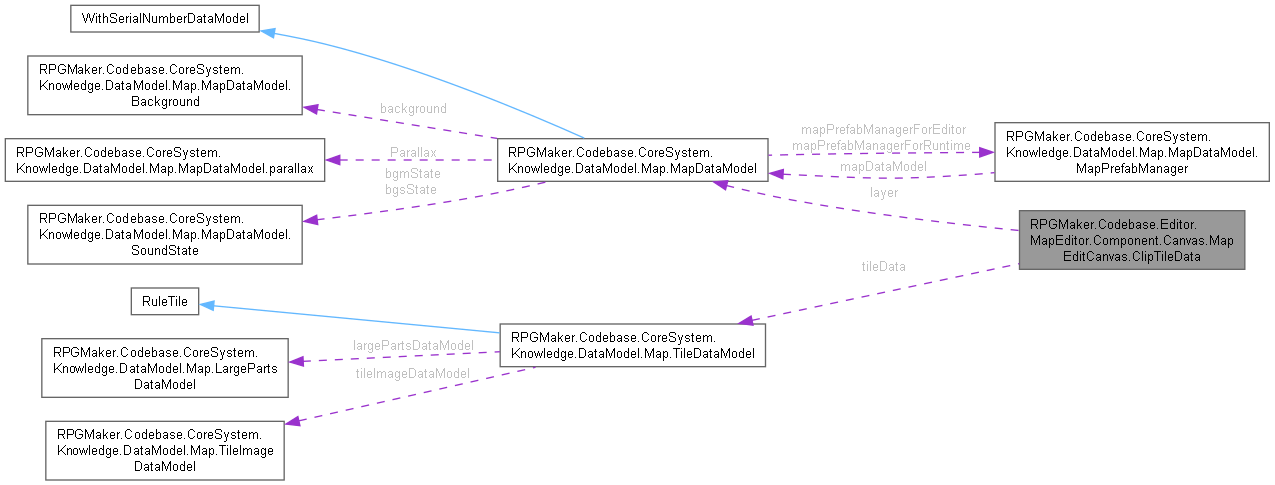 WithSerialNumberDataModel
RPGMaker.Codebase.CoreSystem.
Knowledge.DataModel.Map.MapDataModel.
Background
background
RPGMaker.Codebase.CoreSystem.
Knowledge.DataModel.Map.MapDataModel.parallax
Parallax
bgmState
bgsState
RPGMaker.Codebase.CoreSystem.
Knowledge.DataModel.Map.MapDataModel
mapPrefabManagerForEditor
mapPrefabManagerForRuntime
mapDataModel
RPGMaker.Codebase.CoreSystem.
Knowledge.DataModel.Map.MapDataModel.
MapPrefabManager
layer
RPGMaker.Codebase.CoreSystem.
Knowledge.DataModel.Map.MapDataModel.
SoundState
RPGMaker.Codebase.Editor.
MapEditor.Component.Canvas.Map
EditCanvas.ClipTileData
tileData
RuleTile
RPGMaker.Codebase.CoreSystem.
Knowledge.DataModel.Map.TileDataModel
largePartsDataModel
RPGMaker.Codebase.CoreSystem.
Knowledge.DataModel.Map.LargeParts
DataModel
tileImageDataModel
RPGMaker.Codebase.CoreSystem.
Knowledge.DataModel.Map.TileImage
DataModel